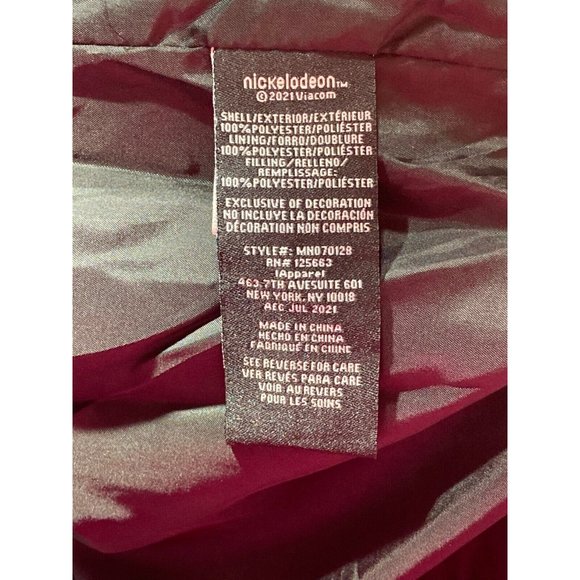 nickelodeon™
©2021 Viacom
SHELL/EXTERIOR/EXTÉRIEUR
100%POLYESTER/POLIÉSTER
LINING/FORRO/DOUBLURE
100%POLYESTER/POLIÉSTER
FILLING/RELLENO/
REMPLISSAGE:
100%POLYESTER/POLIÉSTER
EXCLUSIVE OF DECORATION
NO INCLUYE LA DECORACIÓN
DÉCORATION NON COMPRIS
STYLE#: MN070128
RN# 125663
iApparel
463.7TH AVESUITE 601
NEW YORK, NY 10018
AEC JUL 2021
MADE IN CHINA
HECHO EN CHINA
FABRIQUÉ EN CHINE
SEE REVERSE FOR CARE
VER REVÉS PARA CARE
VOIR AU REVERS
POUR LES SOINS